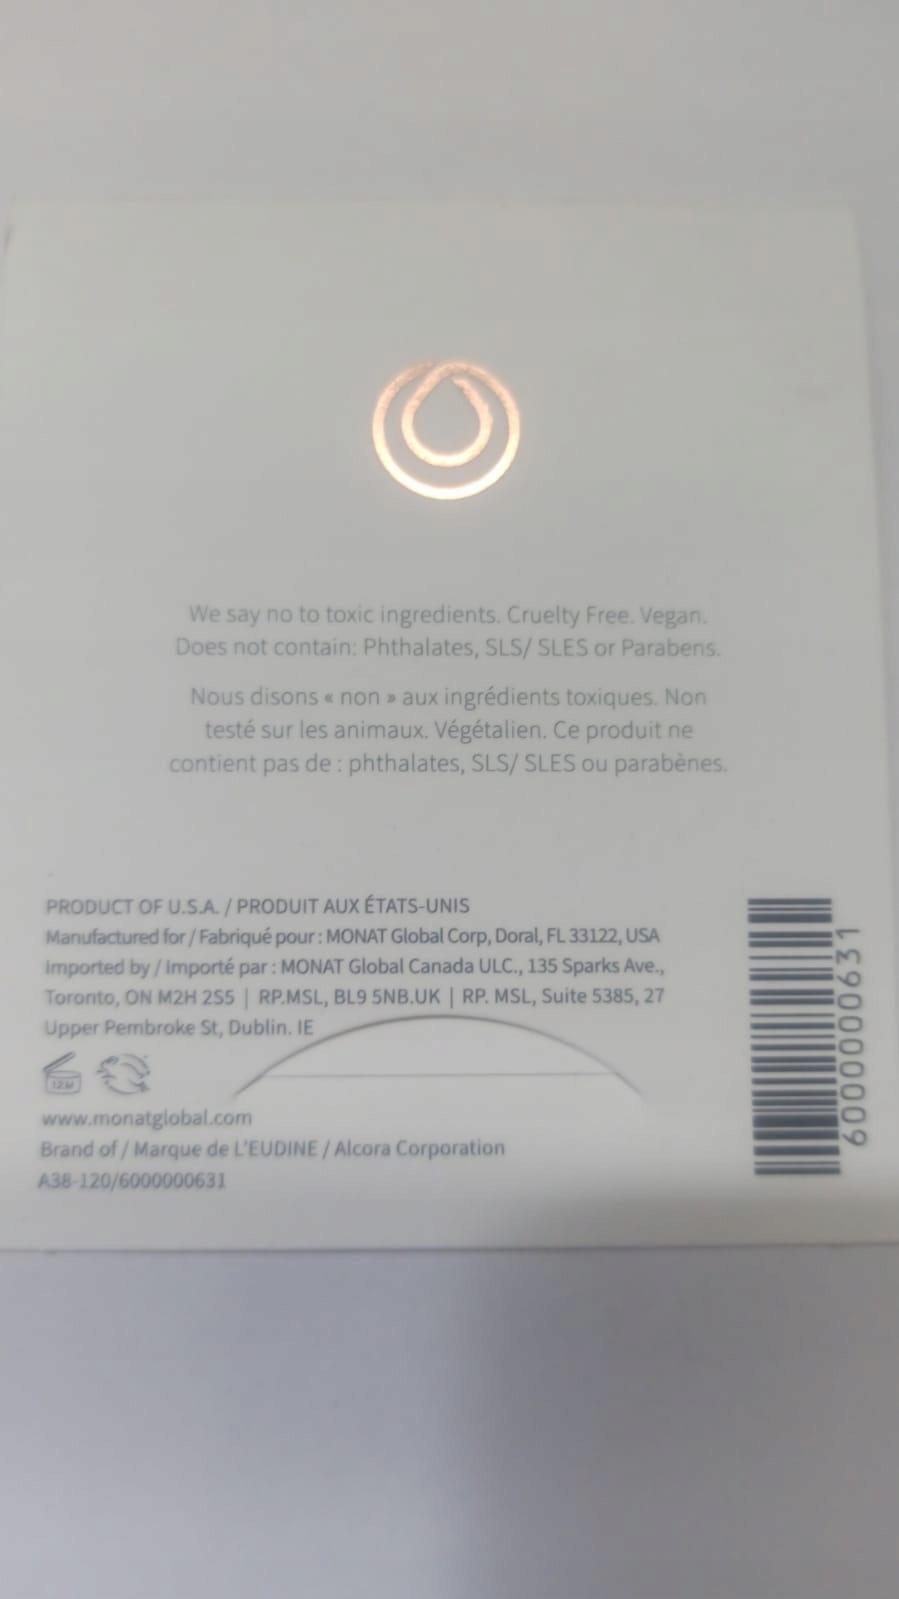 We say no to toxic ingredients. Cruelty Free. Vegan.
Does not contain: Phthalates, SLS/ SLES or Parabens.
Nous disons « non » aux ingrédients toxiques. Non
testé sur les animaux. Végétalien. Ce produit ne
contient pas de : phthalates, SLS/ SLES ou parabènes.
PRODUCT OF U.S.A. / PRODUIT AUX ÉTATS-UNIS
Manufactured for / Fabriqué pour : MONAT Global Corp, Doral, FL 33122, USA
Imported by / Importé par : MONAT Global Canada ULC., 135 Sparks Ave.,
Toronto, ON M2H 2S5 | RP.MSL, BL9 5NB.UK | RP. MSL, Suite 5385, 27
Upper Pembroke St, Dublin. IE
12M
www.monatglobal.com
Brand of / Marque de L'EUDINE / Alcora Corporation
A38-120/6000000631
6000000631